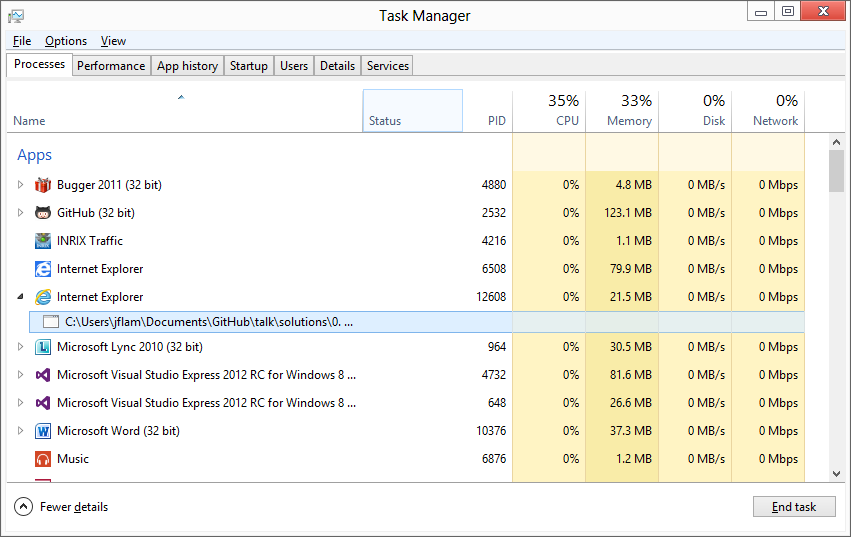 Task Manager
File Options View
Processes Performance App history Startup Users Details Services
35% 33% 0% 0%
Name Status PID CPU Memory Disk Network
Apps
Bugger 2011 (32 bit) 4880 0% 4.8 MB 0 MB/s 0 Mbps
GitHub (32 bit) 2532 0% 123.1 MB 0 MB/s 0 Mbps
INRIX Traffic 4216 0% 1.1 MB 0 MB/s 0 Mbps
Internet Explorer 6508 0% 79.9 MB 0 MB/s 0 Mbps
Internet Explorer 12608 0% 21.5 MB 0 MB/s 0 Mbps
C:\Users\jflam\Documents\GitHub\talk\solutions\0. ...
Microsoft Lync 2010 (32 bit) 964 0% 30.5 MB 0 MB/s 0 Mbps
Microsoft Visual Studio Express 2012 RC for Windows 8 ... 4732 0% 81.6 MB 0 MB/s 0 Mbps
Microsoft Visual Studio Express 2012 RC for Windows 8 ... 648 0% 26.6 MB 0 MB/s 0 Mbps
Microsoft Word (32 bit) 10376 0% 37.3 MB 0 MB/s 0 Mbps
Music 6876 0% 1.2 MB 0 MB/s 0 Mbps
Fewer details End task